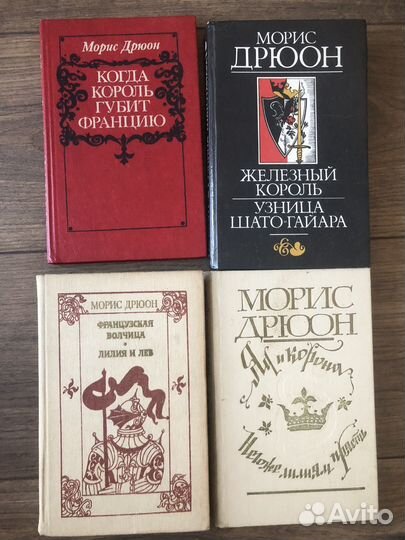 Морис Дрюон
КОГДА
КОРОЛЬ
ГУБИТ
ФРАНЦИЮ
МОРИС
ДРЮОН
ЖЕЛЕЗНЫЙ
КОРОЛЬ
УЗНИЦА
ШАТО-ГАЙАРА
МОРИС ДРЮОН
ФРАНЦУЗСКАЯ
ВОЛЧИЦА
ЛИЛИЯ И ЛЕВ
МОРИС
ДРЮОН
Яд и корона
Негоже лилиям прясть
Avito